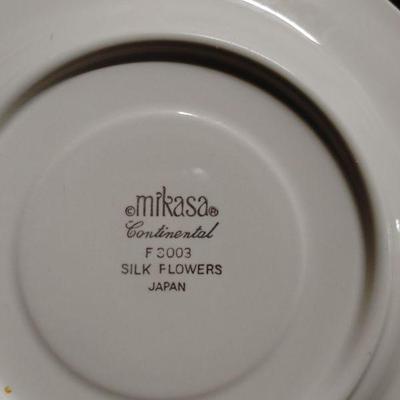 ©mikasa®
Continental
F 3003
SILK FLOWERS
JAPAN